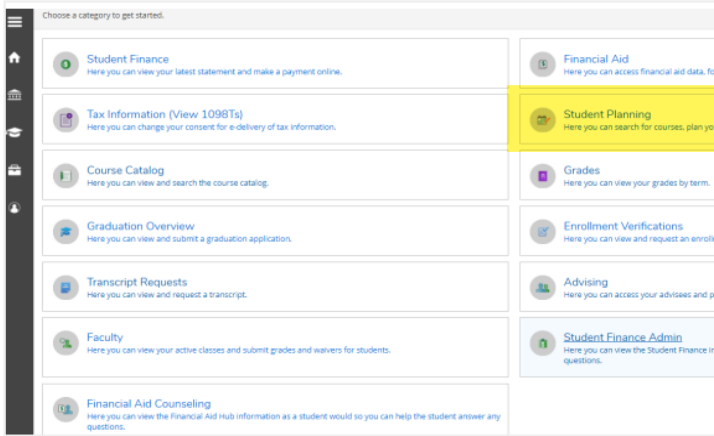 Choose a category to get started.
Student Finance
Here you can view your latest statement and make a payment online.
Financial Aid
Here you can access financial aid data, fo
Tax Information (View 1098Ts)
Here you can change your consent for e-delivery of tax information.
Student Planning
Here you can search for courses, plan yo
Course Catalog
Here you can view and search the course catalog.
Grades
Here you can view your grades by term.
Graduation Overview
Here you can view and submit a graduation application.
Enrollment Verifications
Here you can view and request an enroll
Transcript Requests
Here you can view and request a transcript.
Advising
Here you can access your advisees and p
Faculty
Here you can view your active classes and submit grades and waivers for students.
Student Finance Admin
Here you can view the Student Finance in
questions.
Financial Aid Counseling
Here you can view the Financial Aid Hub information as a student would so you can help the student answer any
questions.